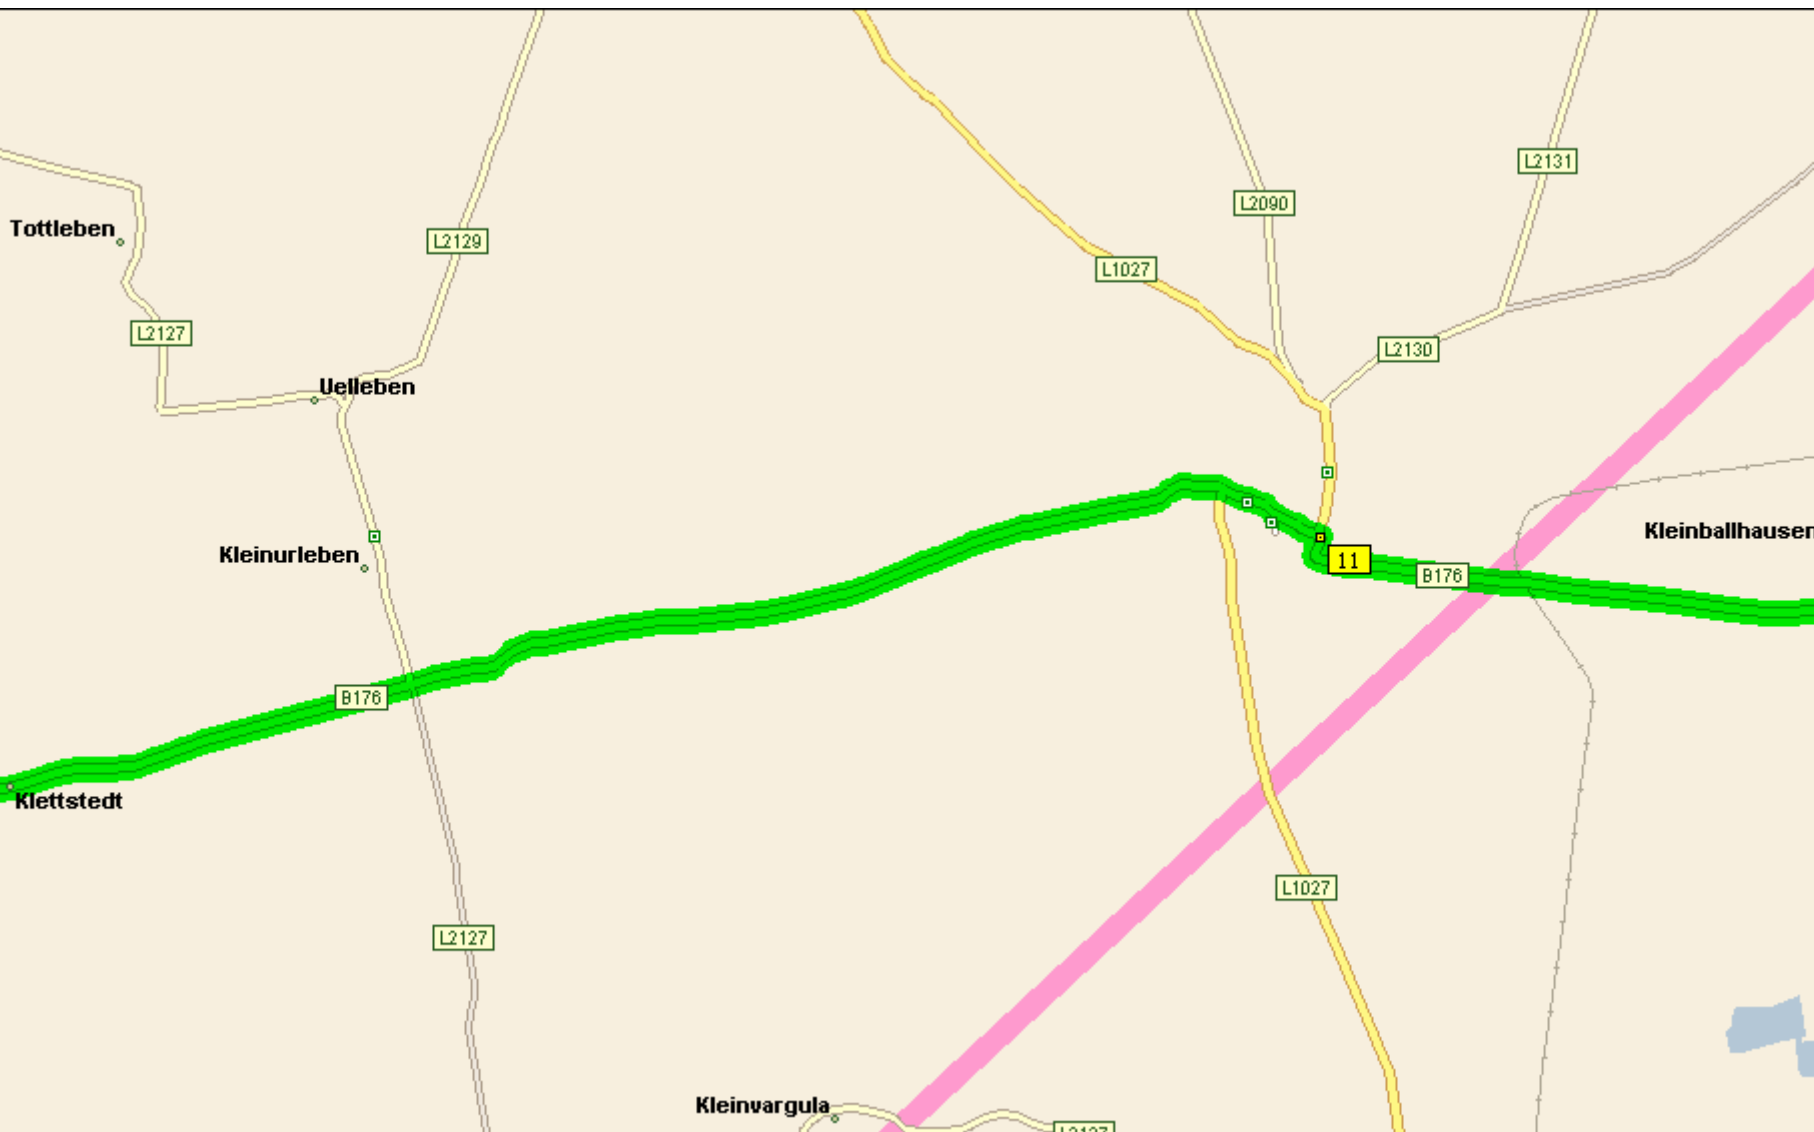 L2131
L2090
Tottleben
L2129
L1027
L2127
L2130
Uelleben
Kleinballhausen
Kleinurleben
11
B176
B176
Klettstedt
L1027
L2127
Kleinvargula